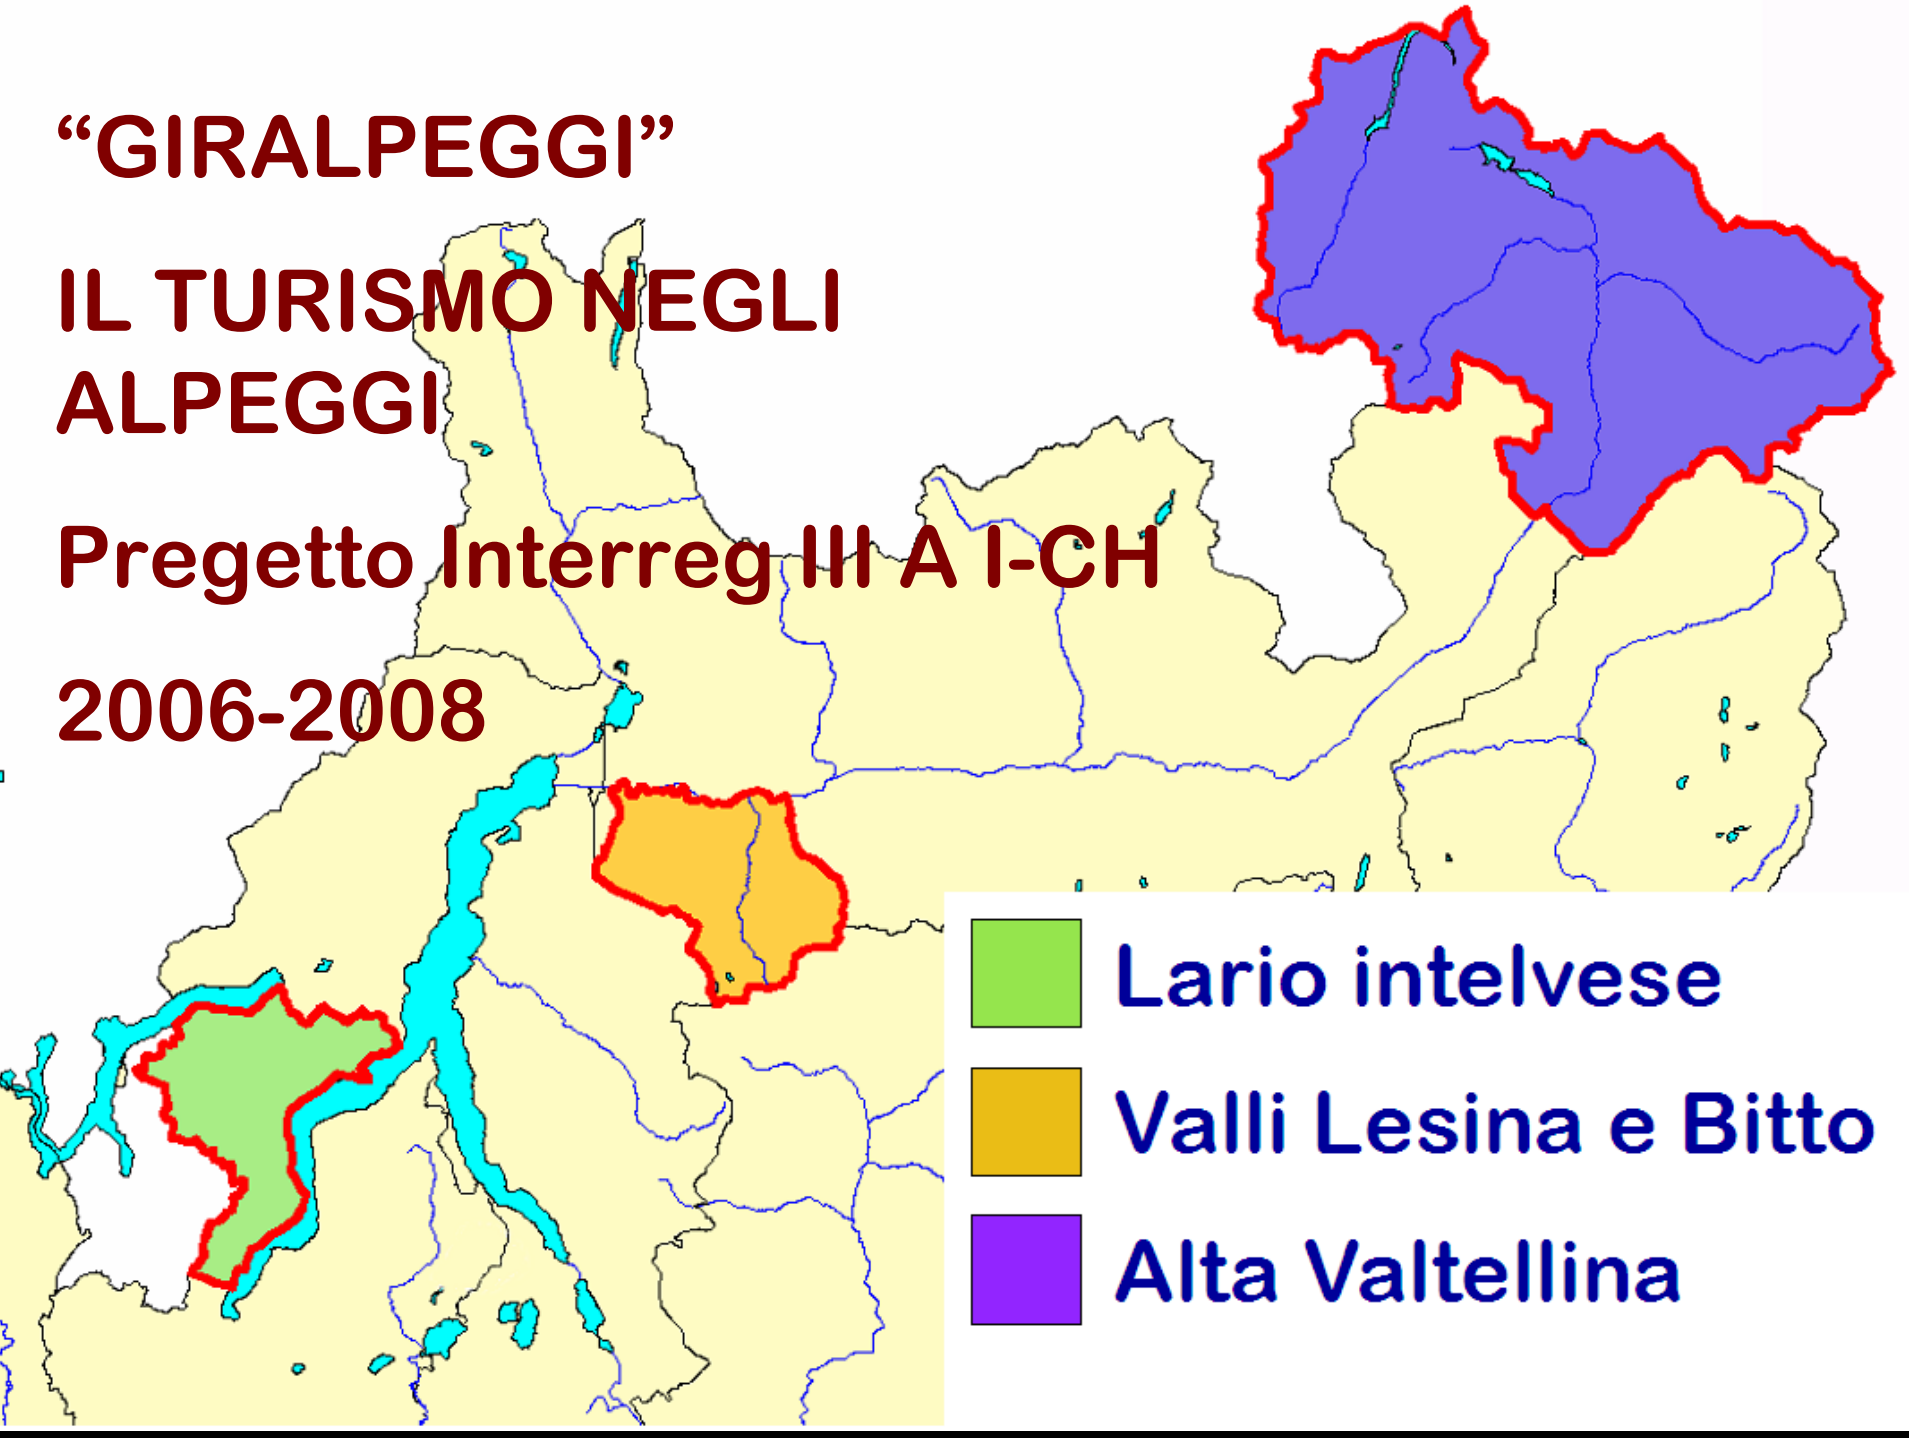 “GIRALPEGGI”
IL TURISMO NEGLI
ALPEGGI
Pregetto Interreg III A I-CH
2006-2008
Lario intelvese
Valli Lesina e Bitto
Alta Valtellina